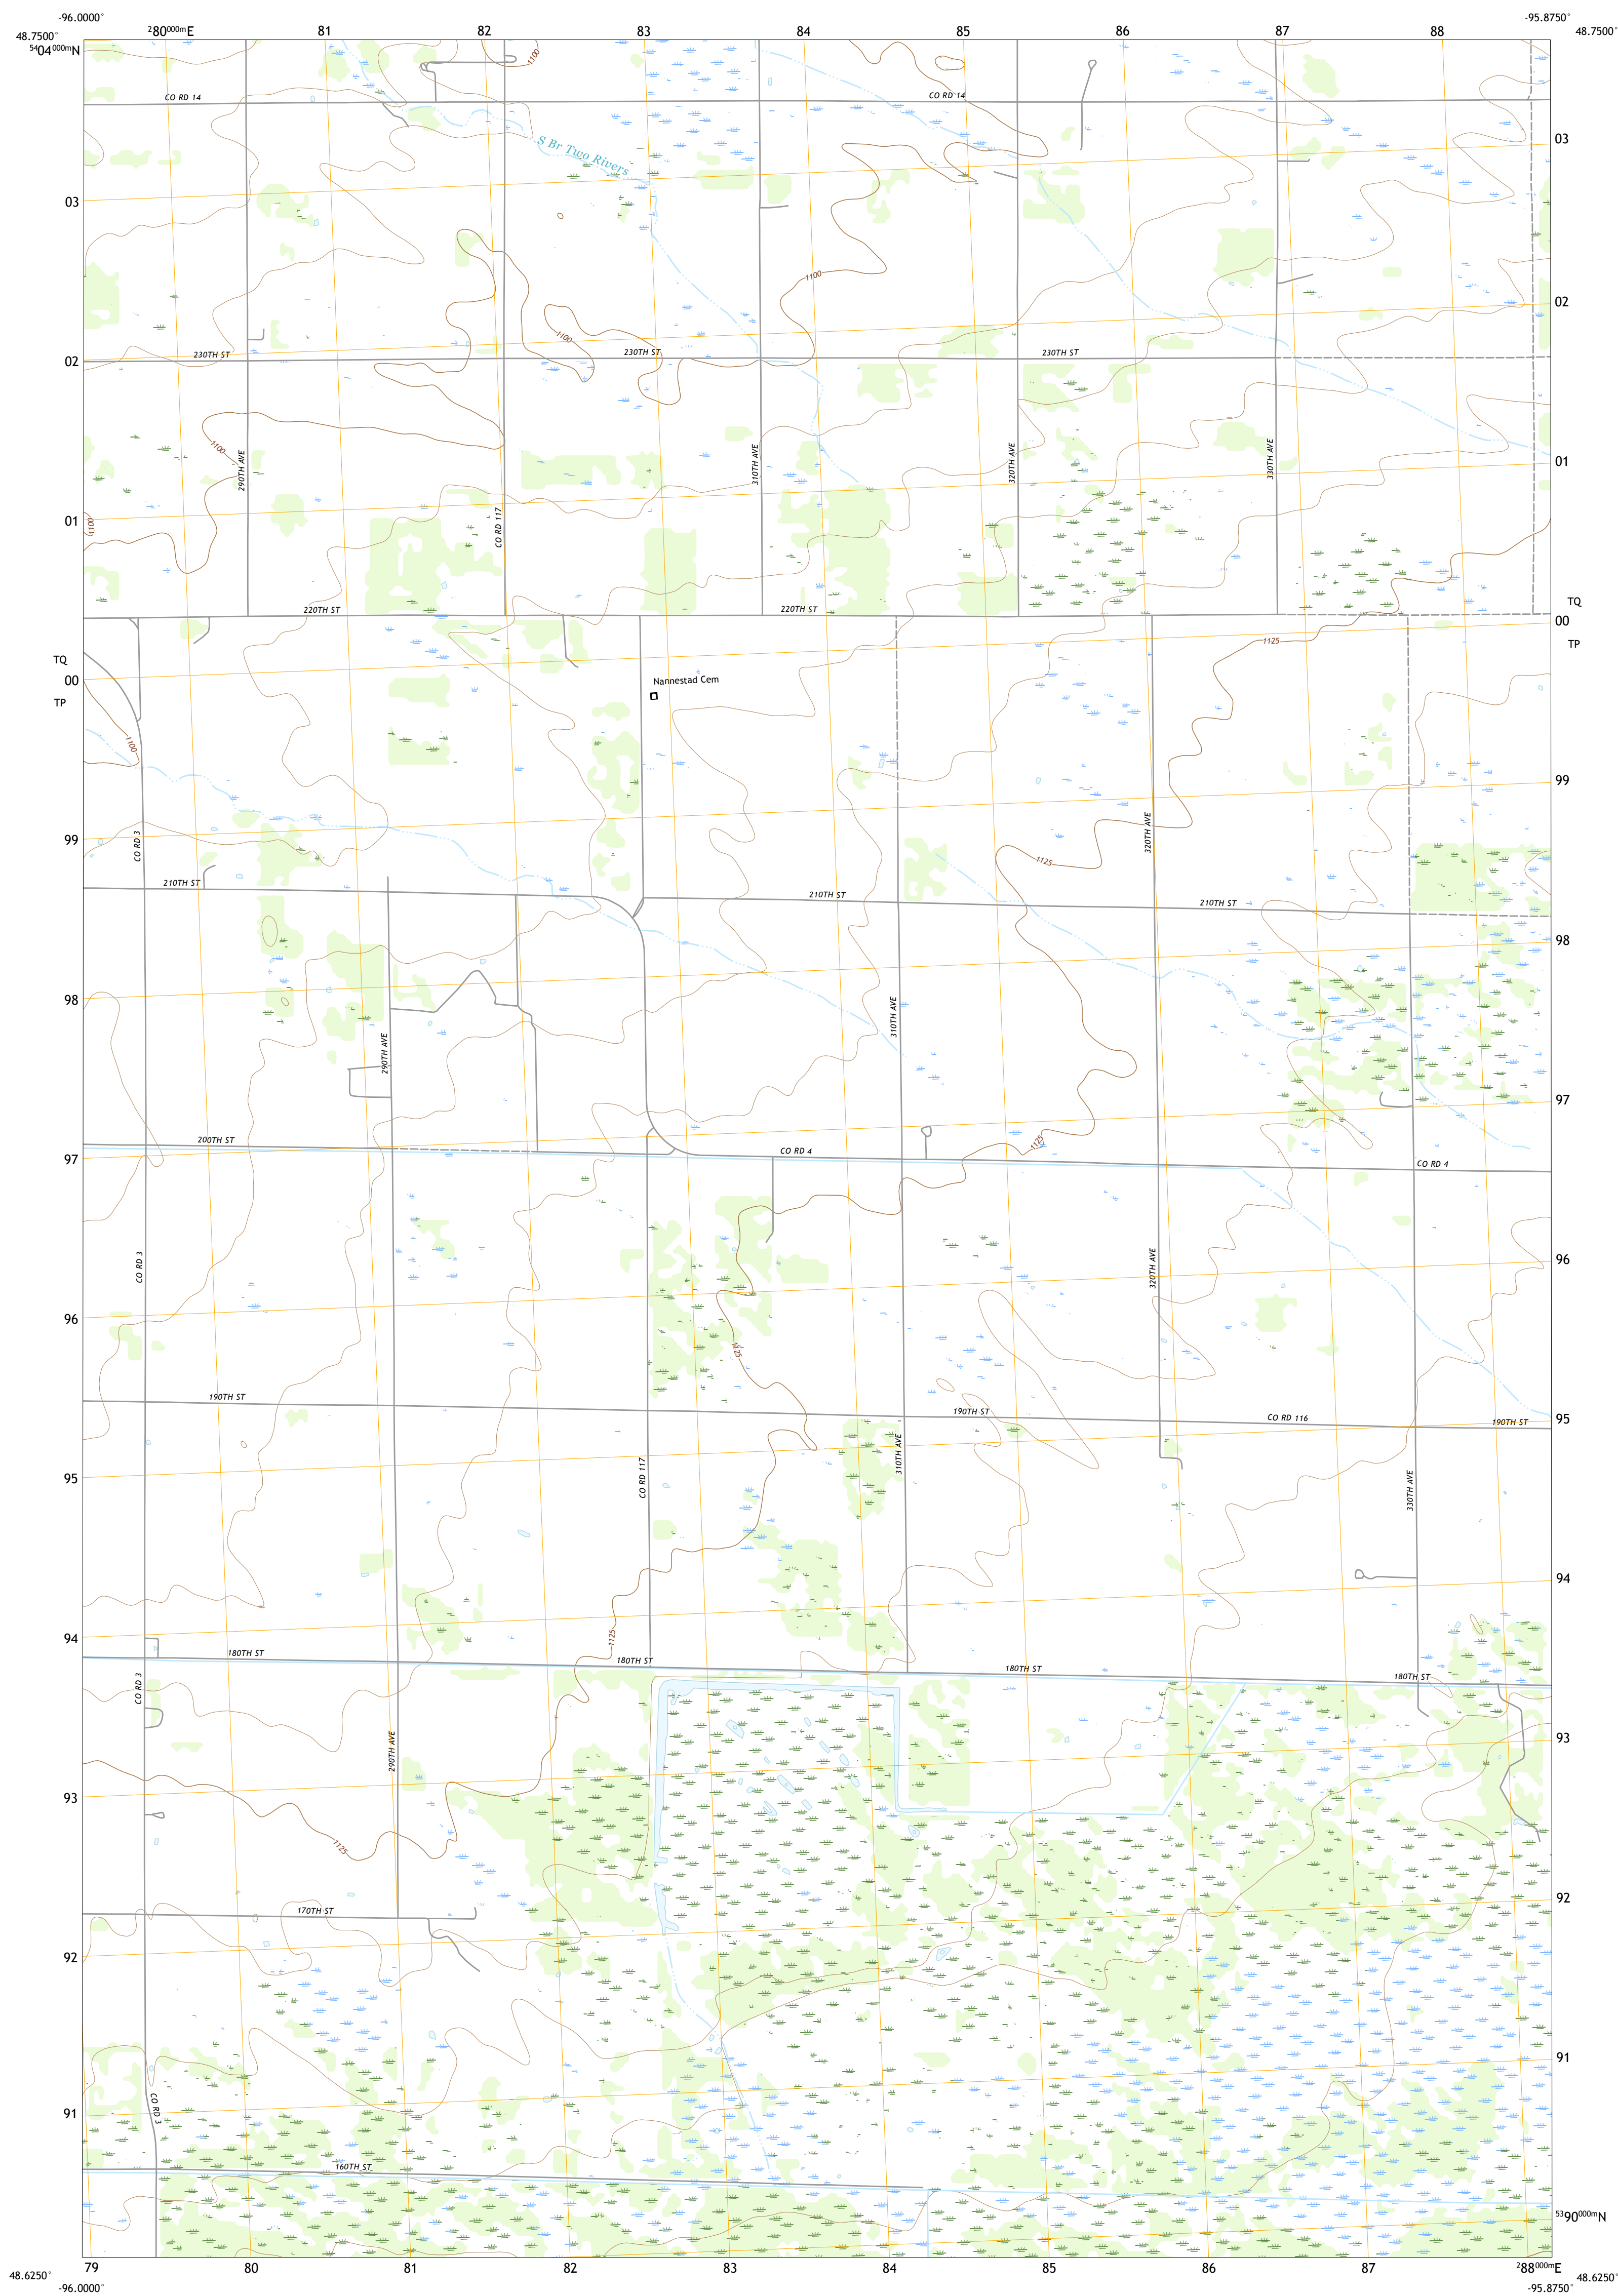 -96.0000°
-95.8750°
48.7500°
280000mE
81
82
83
84
85
86
87
88
48.7500°
5404000mN
1100
CO RD 14
CO RD 14
S Br Two Rivers
03
03
1100
02
1100
230TH ST
230TH ST
230TH ST
02
1100
290TH AVE
310TH AVE
320TH AVE
330TH AVE
01
CO RD 117
1100
01
220TH ST
220TH ST
TQ
00
TP
1125
TQ
00
TP
Nannestad Cem
1100
99
CO RD 3
320TH AVE
99
1125
210TH ST
210TH ST
210TH ST
98
98
310TH AVE
290TH AVE
97
200TH ST
1125
CO RD 4
CO RD 4
97
CO RD 3
320TH AVE
96
96
1125
190TH ST
190TH ST
CO RD 116
190TH ST
95
310TH AVE
95
CO RD 117
330TH AVE
94
1125
94
180TH ST
180TH ST
180TH ST
180TH ST
CO RD 3
290TH AVE
93
93
1125
92
170TH ST
92
91
CO RD 3
91
160TH ST
5390000mN
79
80
81
82
83
84
85
86
87
288000mE
48.6250°
48.6250°
-96.0000°
-95.8750°